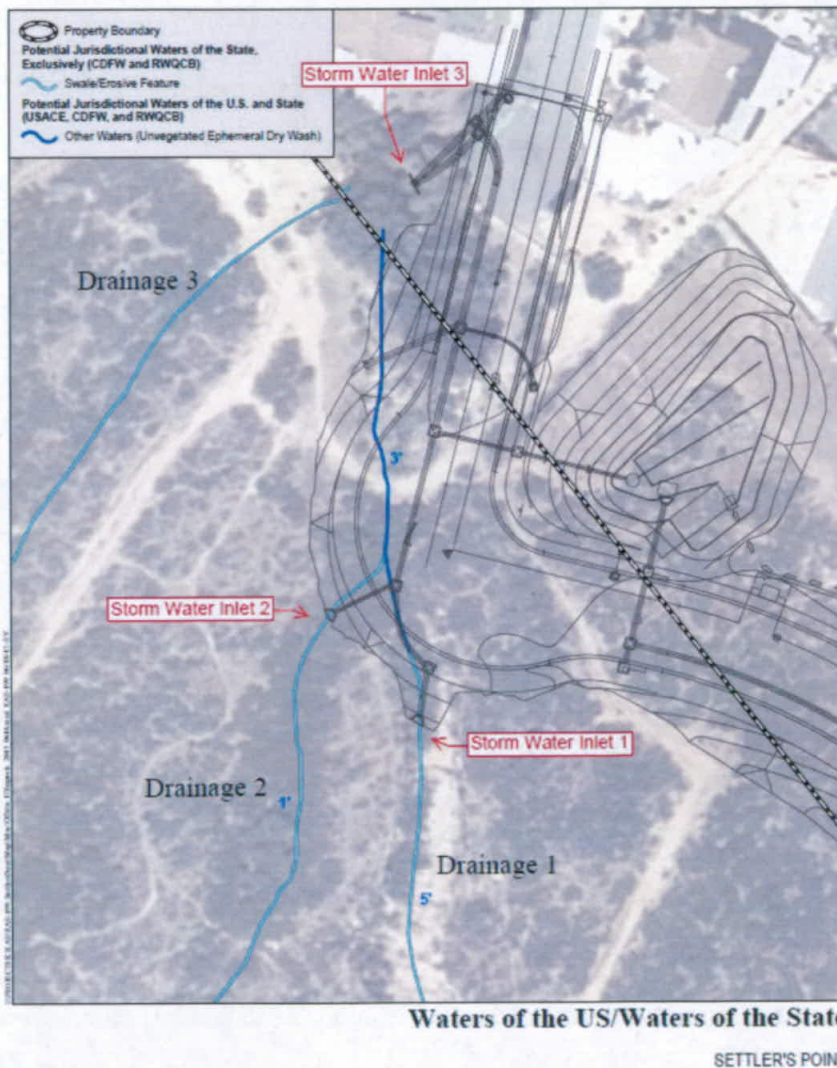 Property Boundary
Potential Jurisdictional Waters of the State,
Exclusively (CDFW and RWQCB)
Swale/Erosive Feature
Potential Jurisdictional Waters of the U.S. and State
(USACE, CDFW, and RWQCB)
Other Waters (Unvegetated Ephemeral Dry Wash)
Storm Water Inlet 3
Drainage 3
3'
Storm Water Inlet 2
Storm Water Inlet 1
Drainage 2
1'
Drainage 1
5'
Waters of the US/Waters of the State
SETTLER'S POIN